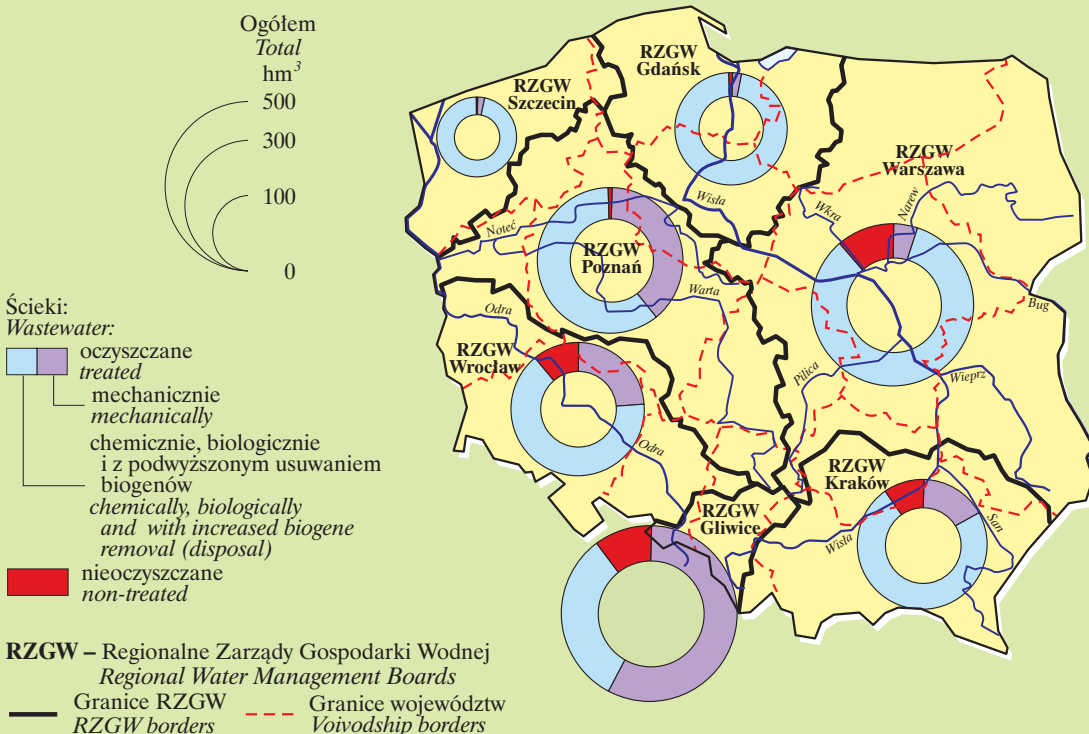 Ogółem
Total
hm³
500
300
100
0
Ścieki:
Wastewater:
oczyszczane
treated
mechanicznie
mechanically
chemicznie, biologicznie
i z podwyższonym usuwaniem
biogenów
chemically, biologically
and with increased biogene
removal (disposal)
nieoczyszczane
non-treated
RZGW – Regionalne Zarządy Gospodarki Wodnej
Regional Water Management Boards
Granice RZGW
RZGW borders
Granice województw
Voivodship borders
RZGW
Szczecin
RZGW
Gdańsk
RZGW
Warszawa
RZGW
Poznań
RZGW
Wrocław
RZGW
Gliwice
RZGW
Kraków
Noteć
Wisła
Wkra
Narew
Warta
Bug
Odra
Pilica
Wieprz
Odra
Wisła
San